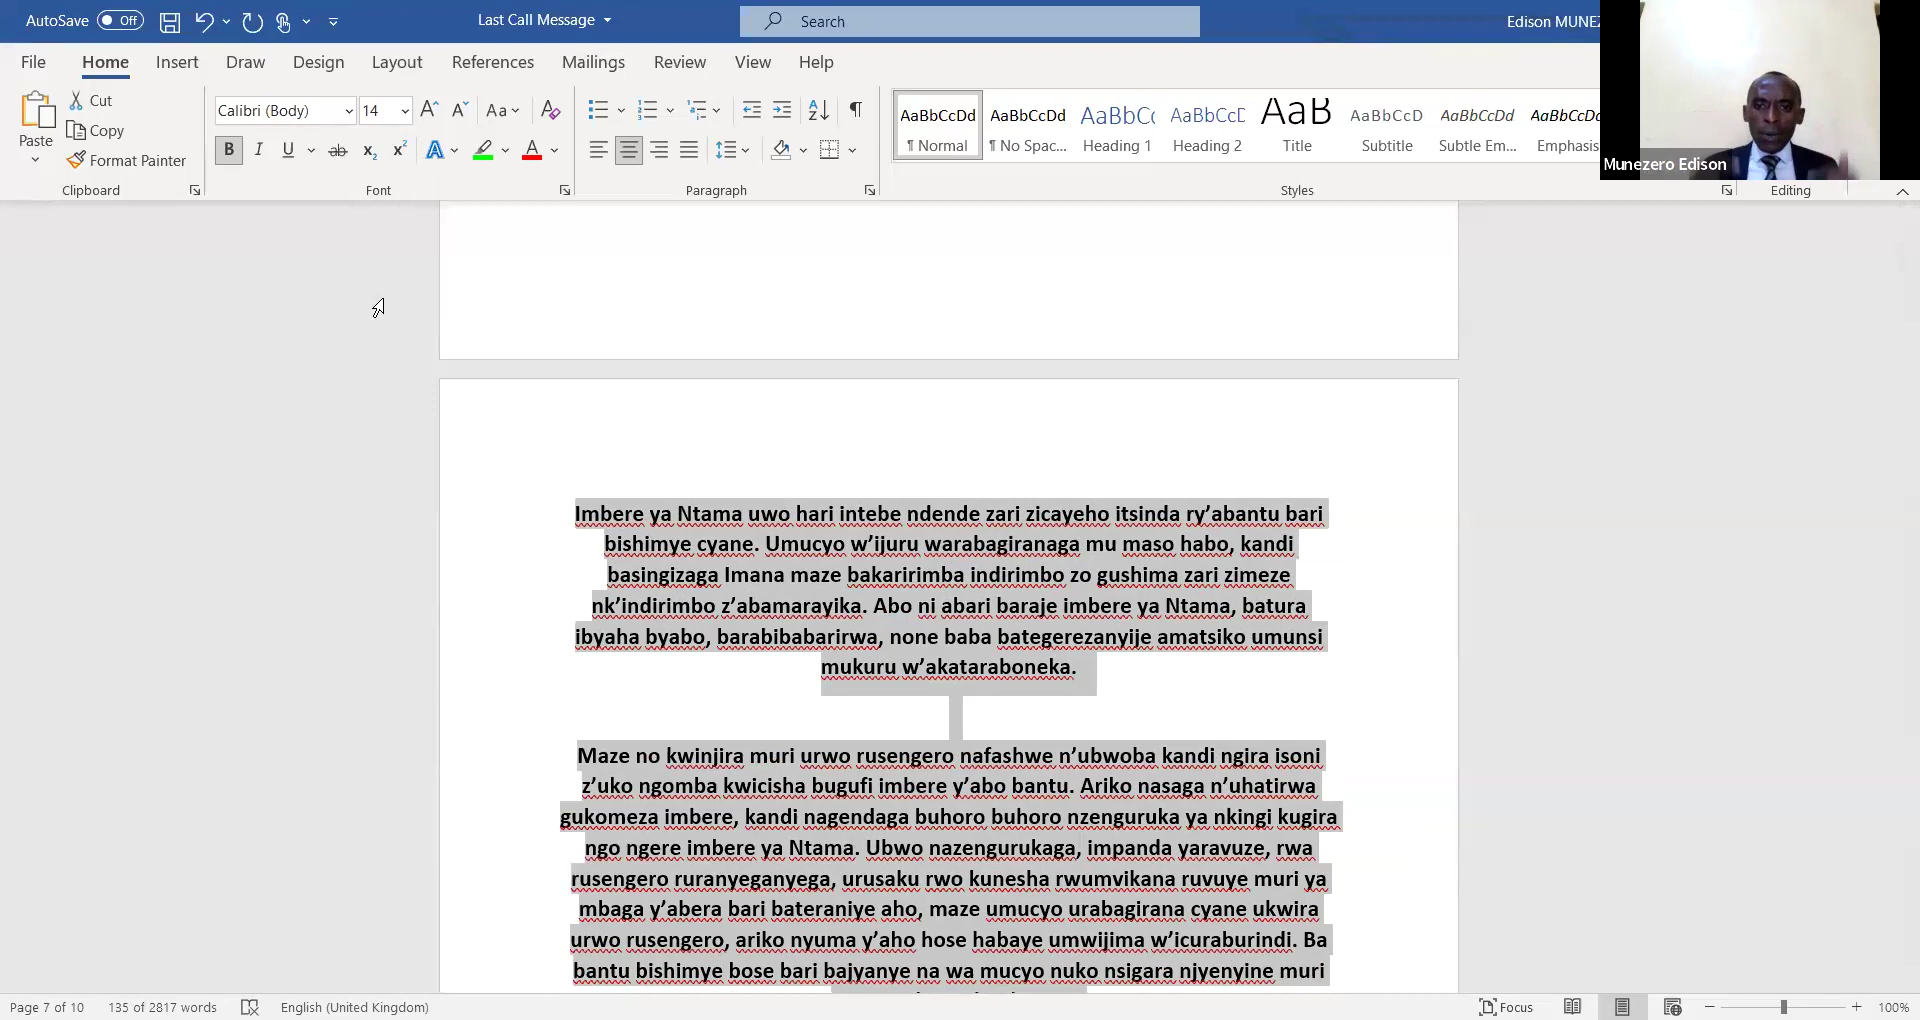 AutoSave Off Last Call Message Search Edison MUNEZ
File Home Insert Draw Design Layout References Mailings Review View Help
Cut
Calibri (Body) 14 Aa
AaBbCcDd AaBbCcDd AaBbCc AaBbCcD AaB AaBbCcD AaBbCcDd AaBbCcDd
Copy
Paste
B I U ab x₂ x² A A
¶ Normal ¶ No Spac... Heading 1 Heading 2 Title Subtitle Subtle Em... Emphasis
Format Painter
Munezero Edison
Clipboard Font Paragraph Styles Editing
Imbere ya Ntama uwo hari intebe ndende zari zicayeho itsinda ry’abantu bari
bishimye cyane. Umucyo w’ijuru warabagiranaga mu maso habo, kandi
basingizaga Imana maze bakaririmba indirimbo zo gushima zari zimeze
nk’indirimbo z’abamarayika. Abo ni abari baraje imbere ya Ntama, batura
ibyaha byabo, barabibabarirwa, none baba bategerezanyije amatsiko umunsi
mukuru w’akataraboneka.
Maze no kwinjira muri urwo rusengero nafashwe n’ubwoba kandi ngira isoni
z’uko ngomba kwicisha bugufi imbere y’abo bantu. Ariko nasaga n’uhatirwa
gukomeza imbere, kandi nagendaga buhoro buhoro nzenguruka ya nkingi kugira
ngo ngere imbere ya Ntama. Ubwo nazengurukaga, impanda yaravuze, rwa
rusengero ruranyeganyega, urusaku rwo kunesha rwumvikana ruvuye muri ya
mbaga y’abera bari bateraniye aho, maze umucyo urabagirana cyane ukwira
urwo rusengero, ariko nyuma y’aho hose habaye umwijima w’icuraburindi. Ba
bantu bishimye bose bari bajyanye na wa mucyo nuko nsigara njyenyine muri
Page 7 of 10 135 of 2817 words English (United Kingdom) Focus 100%